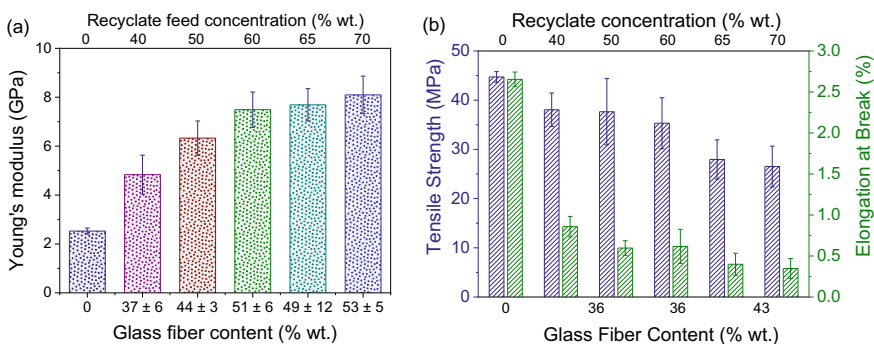 (a)
Recyclate feed concentration (% wt.)
0 40 50 60 65 70
Young's modulus (GPa)
10
8
6
4
2
0
0 37 ± 6 44 ± 3 51 ± 6 49 ± 12 53 ± 5
Glass fiber content (% wt.)
(b)
Recyclate concentration (% wt.)
0 40 50 60 65 70
Tensile Strength (MPa)
50
40
30
20
10
0
0 36 36 43
Glass Fiber Content (% wt.)
3.0
2.5
2.0
1.5
1.0
0.5
0.0
Elongation at Break (%)